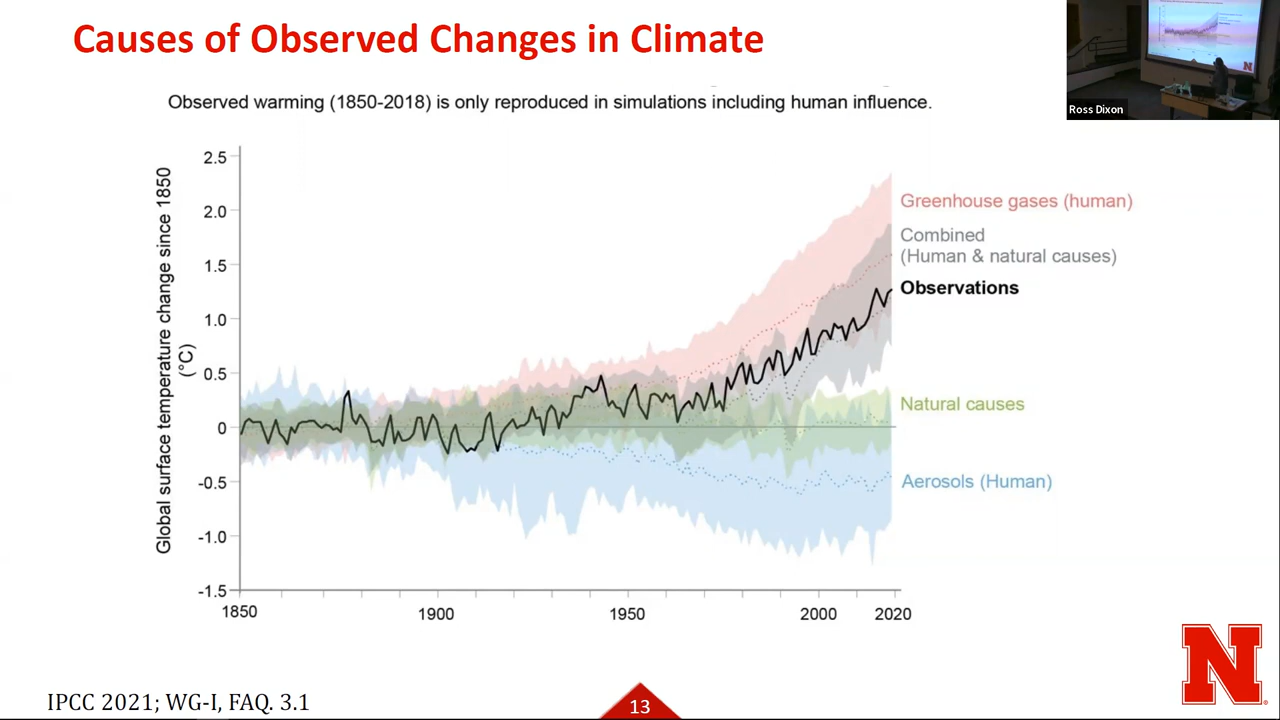 Causes of Observed Changes in Climate
Ross Dixon
Observed warming (1850-2018) is only reproduced in simulations including human influence.
Global surface temperature change since 1850
(°C)
2.5
2.0
1.5
1.0
0.5
0
-0.5
-1.0
-1.5
1850
1900
1950
2000
2020
Greenhouse gases (human)
Combined
(Human & natural causes)
Observations
Natural causes
Aerosols (Human)
IPCC 2021; WG-I, FAQ. 3.1
13
N